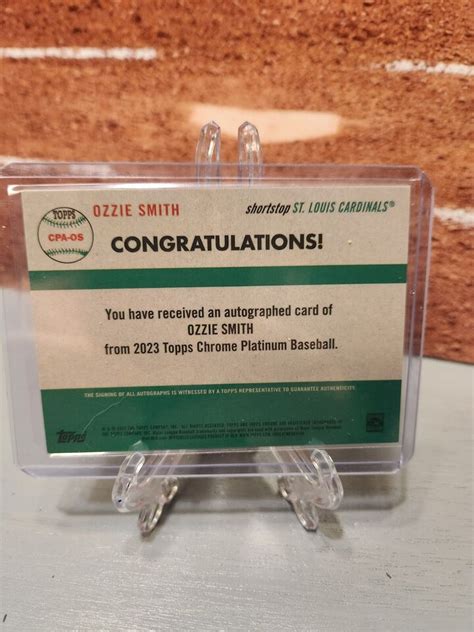 TOPPS
CPA-OS
OZZIE SMITH
shortstop ST. LOUIS CARDINALS®
CONGRATULATIONS!
You have received an autographed card of
OZZIE SMITH
from 2023 Topps Chrome Platinum Baseball.
THE SIGNING OF ALL AUTOGRAPHS IS WITNESSED BY A TOPPS REPRESENTATIVE TO GUARANTEE AUTHENTICITY.
Topps